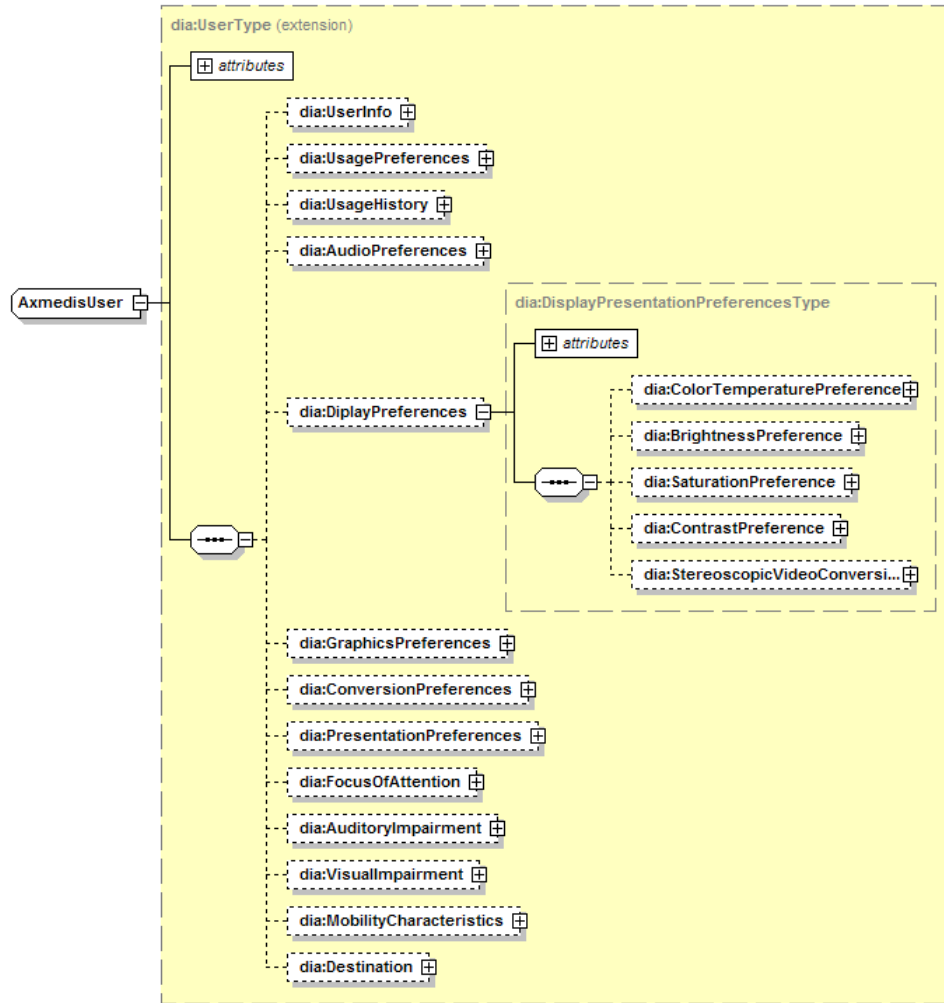 dia:UserType (extension)
attributes
dia:UserInfo
dia:UsagePreferences
dia:UsageHistory
dia:AudioPreferences
AxmedisUser
dia:DisplayPresentationPreferencesType
attributes
dia:DiplayPreferences
dia:ColorTemperaturePreference
dia:BrightnessPreference
dia:SaturationPreference
dia:ContrastPreference
dia:StereoscopicVideoConversi...
dia:GraphicsPreferences
dia:ConversionPreferences
dia:PresentationPreferences
dia:FocusOfAttention
dia:AuditoryImpairment
dia:VisualImpairment
dia:MobilityCharacteristics
dia:Destination